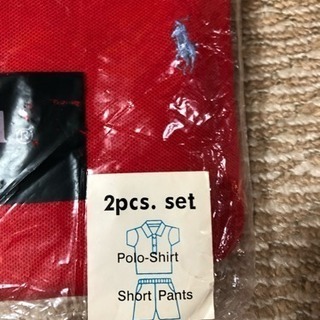 2pcs. set
Polo-Shirt
Short Pants